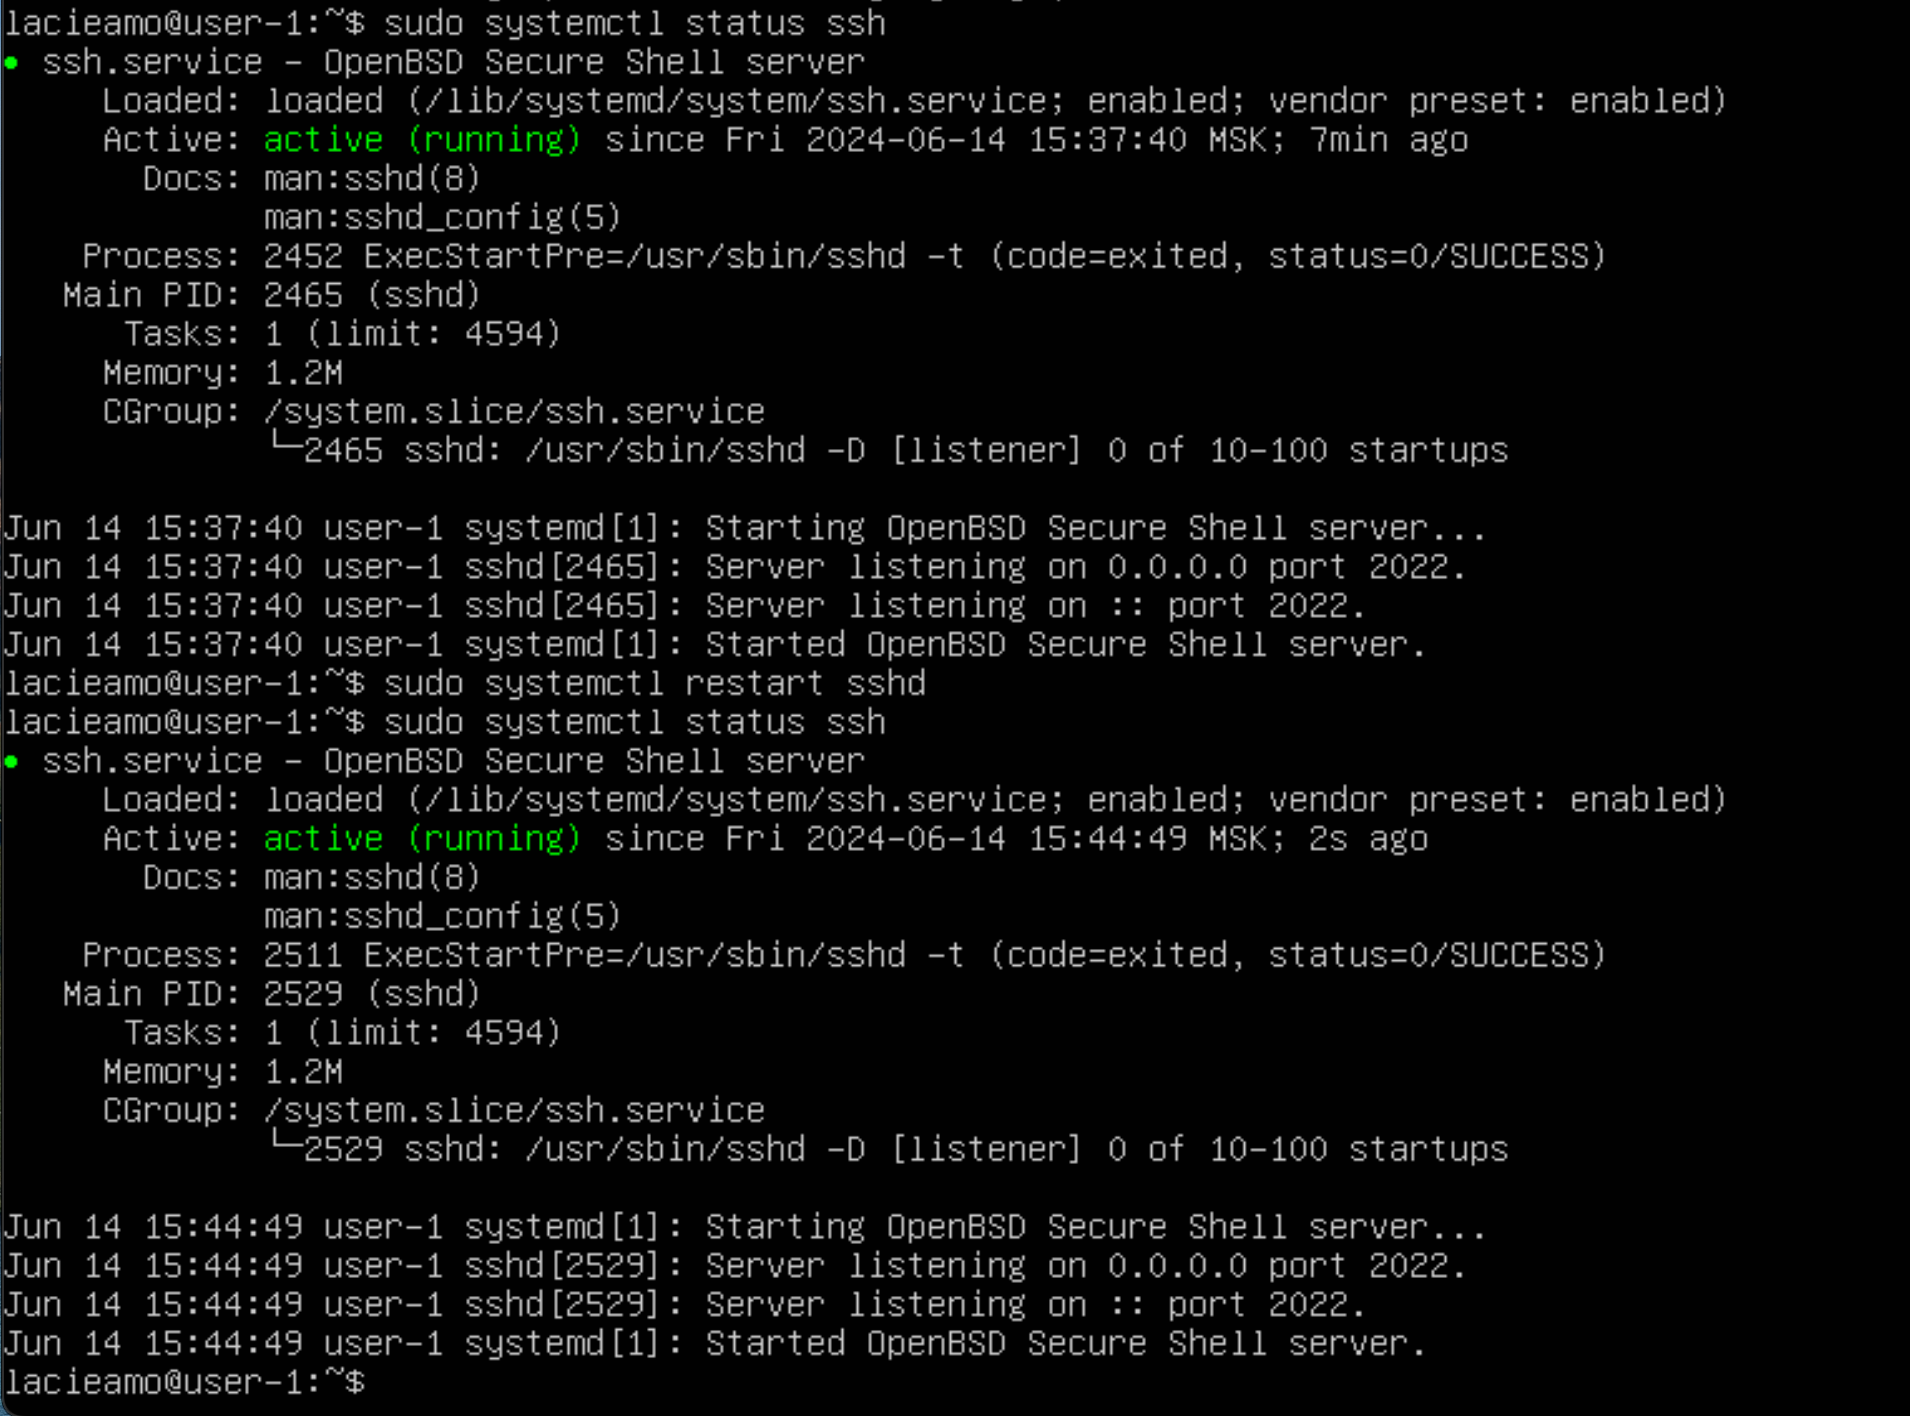 lacieamo@user-1:~$ sudo systemctl status ssh
● ssh.service - OpenBSD Secure Shell server
     Loaded: loaded (/lib/systemd/system/ssh.service; enabled; vendor preset: enabled)
     Active: active (running) since Fri 2024-06-14 15:37:40 MSK; 7min ago
       Docs: man:sshd(8)
             man:sshd_config(5)
    Process: 2452 ExecStartPre=/usr/sbin/sshd -t (code=exited, status=0/SUCCESS)
   Main PID: 2465 (sshd)
      Tasks: 1 (limit: 4594)
     Memory: 1.2M
     CGroup: /system.slice/ssh.service
             └─2465 sshd: /usr/sbin/sshd -D [listener] 0 of 10-100 startups
Jun 14 15:37:40 user-1 systemd[1]: Starting OpenBSD Secure Shell server...
Jun 14 15:37:40 user-1 sshd[2465]: Server listening on 0.0.0.0 port 2022.
Jun 14 15:37:40 user-1 sshd[2465]: Server listening on :: port 2022.
Jun 14 15:37:40 user-1 systemd[1]: Started OpenBSD Secure Shell server.
lacieamo@user-1:~$ sudo systemctl restart sshd
lacieamo@user-1:~$ sudo systemctl status ssh
● ssh.service - OpenBSD Secure Shell server
     Loaded: loaded (/lib/systemd/system/ssh.service; enabled; vendor preset: enabled)
     Active: active (running) since Fri 2024-06-14 15:44:49 MSK; 2s ago
       Docs: man:sshd(8)
             man:sshd_config(5)
    Process: 2511 ExecStartPre=/usr/sbin/sshd -t (code=exited, status=0/SUCCESS)
   Main PID: 2529 (sshd)
      Tasks: 1 (limit: 4594)
     Memory: 1.2M
     CGroup: /system.slice/ssh.service
             └─2529 sshd: /usr/sbin/sshd -D [listener] 0 of 10-100 startups
Jun 14 15:44:49 user-1 systemd[1]: Starting OpenBSD Secure Shell server...
Jun 14 15:44:49 user-1 sshd[2529]: Server listening on 0.0.0.0 port 2022.
Jun 14 15:44:49 user-1 sshd[2529]: Server listening on :: port 2022.
Jun 14 15:44:49 user-1 systemd[1]: Started OpenBSD Secure Shell server.
lacieamo@user-1:~$